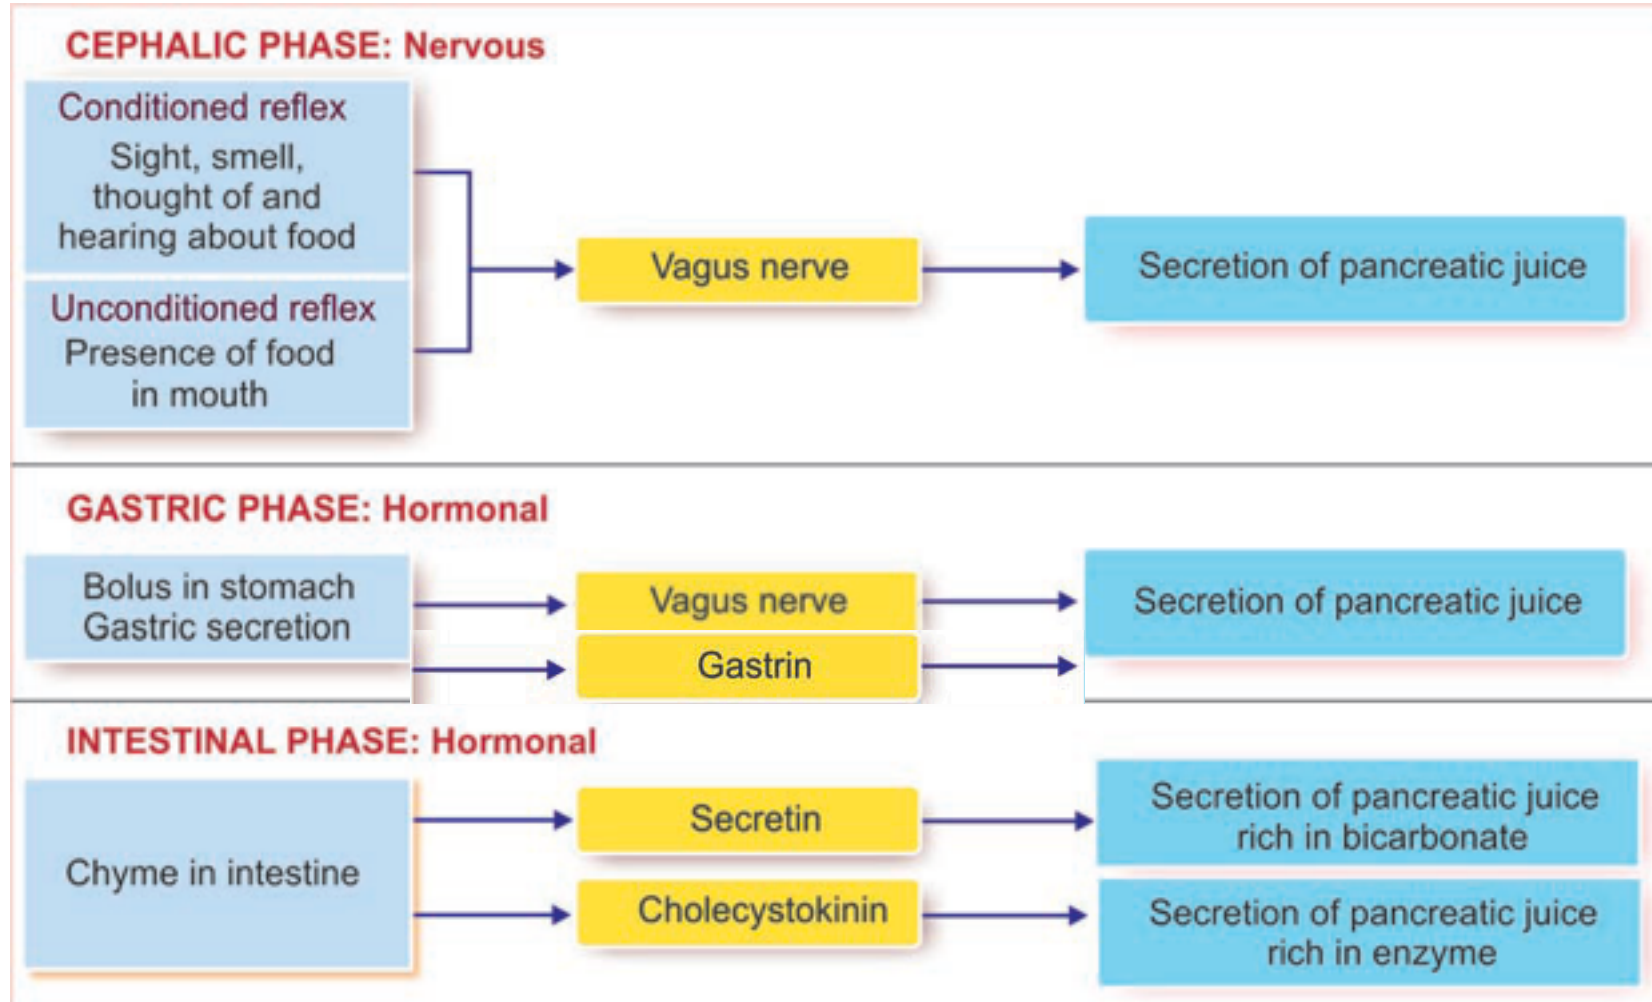 CEPHALIC PHASE: Nervous
Conditioned reflex
Sight, smell,
thought of and
hearing about food
Unconditioned reflex
Presence of food
in mouth
Vagus nerve
Secretion of pancreatic juice
GASTRIC PHASE: Hormonal
Bolus in stomach
Gastric secretion
Vagus nerve
Gastrin
Secretion of pancreatic juice
INTESTINAL PHASE: Hormonal
Chyme in intestine
Secretin
Secretion of pancreatic juice
rich in bicarbonate
Cholecystokinin
Secretion of pancreatic juice
rich in enzyme